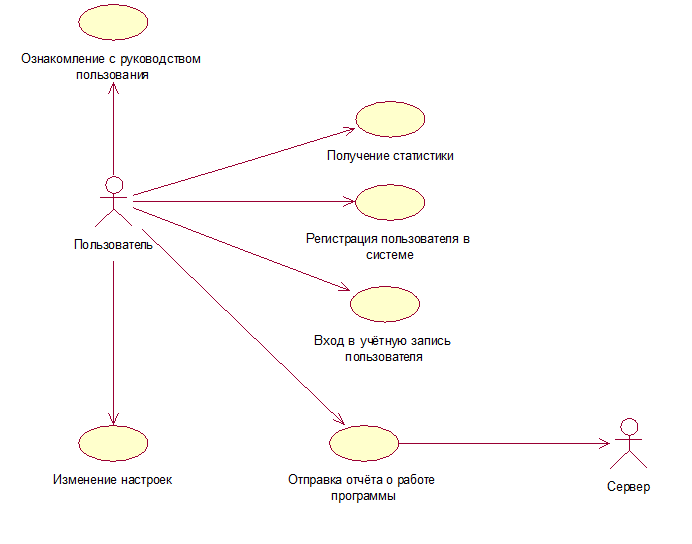 Ознакомление с руководством
пользования
Получение статистики
Пользователь
Регистрация пользователя в
системе
Вход в учётную запись
пользователя
Изменение настроек
Отправка отчёта о работе
программы
Сервер